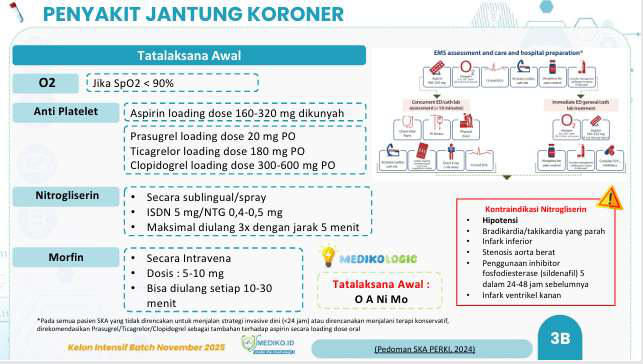 PENYAKIT JANTUNG KORONER
Tatalaksana Awal
O2
Jika SpO2 < 90%
Anti Platelet
Aspirin loading dose 160-320 mg dikunyah
Prasugrel loading dose 20 mg PO
Ticagrelor loading dose 180 mg PO
Clopidogrel loading dose 300-600 mg PO
Nitrogliserin
• Secara sublingual/spray
• ISDN 5 mg/NTG 0,4-0,5 mg
• Maksimal diulang 3x dengan jarak 5 menit
Morfin
• Secara Intravena
• Dosis : 5-10 mg
• Bisa diulang setiap 10-30
menit
MEDIKOLOGIC
Tatalaksana Awal :
O A Ni Mo
EMS assessment and care and hospital preparation*
Concurrent ED/cath lab
assessment (< 10 minutes)
Immediate ED general/cath
lab treatment
Kontraindikasi Nitrogliserin
• Hipotensi
• Bradikardia/takikardia yang parah
• Infark inferior
• Stenosis aorta berat
• Penggunaan inhibitor
fosfodiesterase (sildenafil) 5
dalam 24-48 jam sebelumnya
• Infark ventrikel kanan
*Pada semua pasien SKA yang tidak direncakan untuk menjalan strategi invasive dini (<24 jam) atau direncanakan menjalani terapi konservatif,
direkomendasikan Prasugrel/Ticagrelor/Clopidogrel sebagai tambahan terhadap aspirin secara loading dose oral
Kelon Intensif Batch November 2025
MEDIKO.ID
(Pedoman SKA PERKI, 2024)
3B